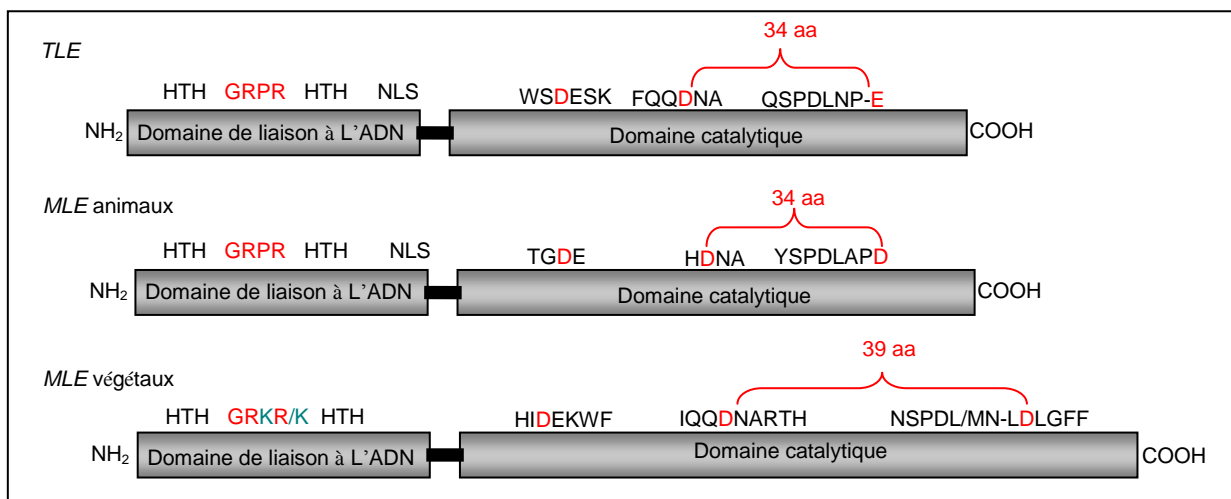 34 aa
TLE
HTH GRPR HTH NLS WSDESK FQQDNA QSPDLNP-E
NH2 Domaine de liaison à L'ADN Domaine catalytique COOH
34 aa
MLE animaux
HTH GRPR HTH NLS TGDE HDNA YSPDLAPD
NH2 Domaine de liaison à L'ADN Domaine catalytique COOH
39 aa
MLE végétaux
HTH GRKR/K HTH HIDEKWF IQQDNARTH NSPDL/MN-LDLGFF
NH2 Domaine de liaison à L'ADN Domaine catalytique COOH